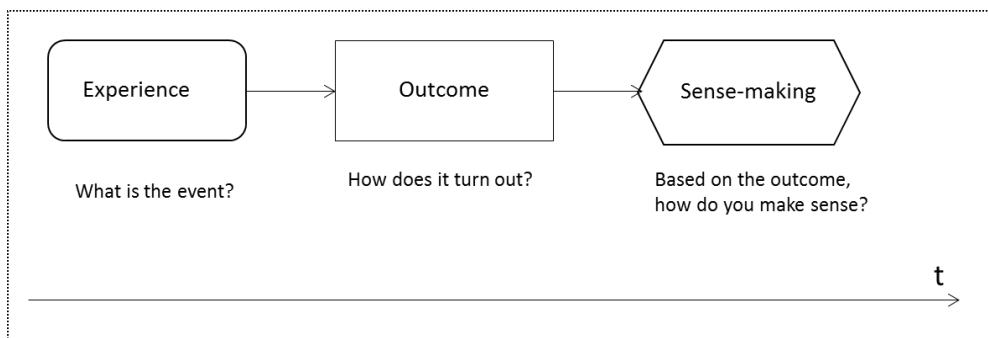 Experience
Outcome
Sense-making
What is the event?
How does it turn out?
Based on the outcome,
how do you make sense?
t